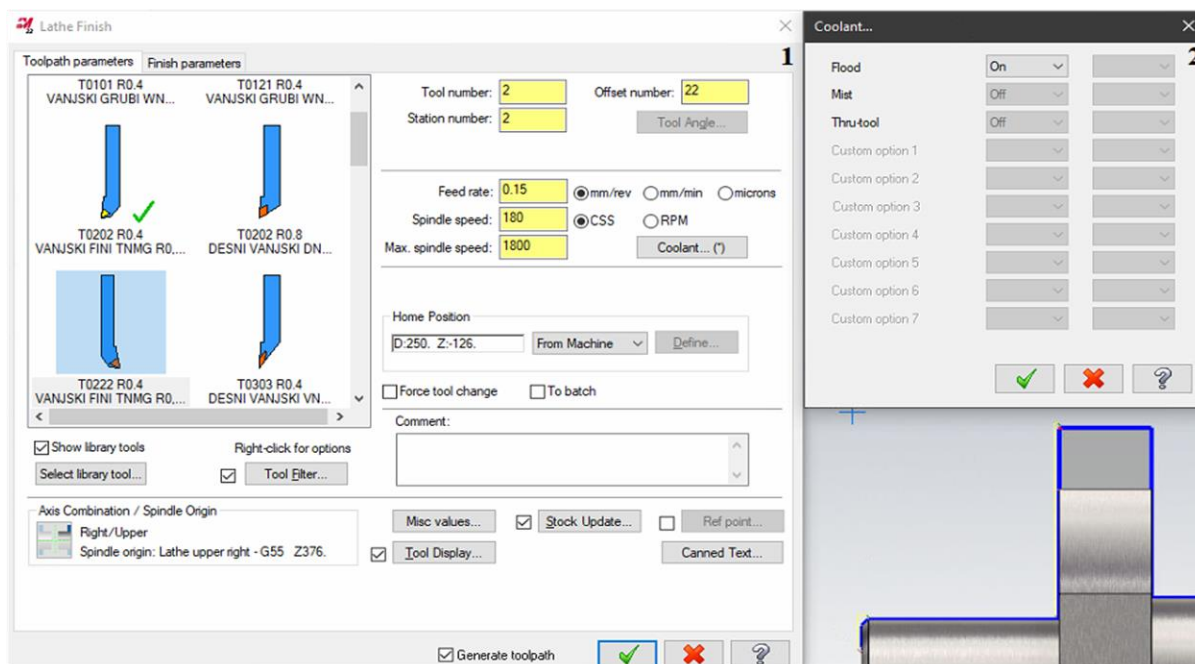 Lathe Finish
Toolpath parameters Finish parameters
1
T0101 R0.4 T0121 R0.4
VANJSKI GRUBI WN... VANJSKI GRUBI WN...
T0202 R0.4 T0202 R0.8
VANJSKI FINI TNMG R0,... DESNI VANJSKI DN...
T0222 R0.4 T0303 R0.4
VANJSKI FINI TNMG R0,... DESNI VANJSKI VN...
Show library tools Right-click for options
Select library tool... Tool Filter...
Axis Combination / Spindle Origin
Right/Upper
Spindle origin: Lathe upper right - G55 Z376.
Tool number: 2 Offset number: 22
Station number: 2 Tool Angle...
Feed rate: 0.15 mm/rev mm/min microns
Spindle speed: 180 CSS RPM
Max. spindle speed: 1800 Coolant... (*)
Home Position
D:250. Z:-126. From Machine Define...
Force tool change To batch
Comment:
Misc values... Stock Update... Ref point...
Tool Display... Canned Text...
Generate toolpath
Coolant...
2
Flood On
Mist Off
Thru-tool Off
Custom option 1
Custom option 2
Custom option 3
Custom option 4
Custom option 5
Custom option 6
Custom option 7